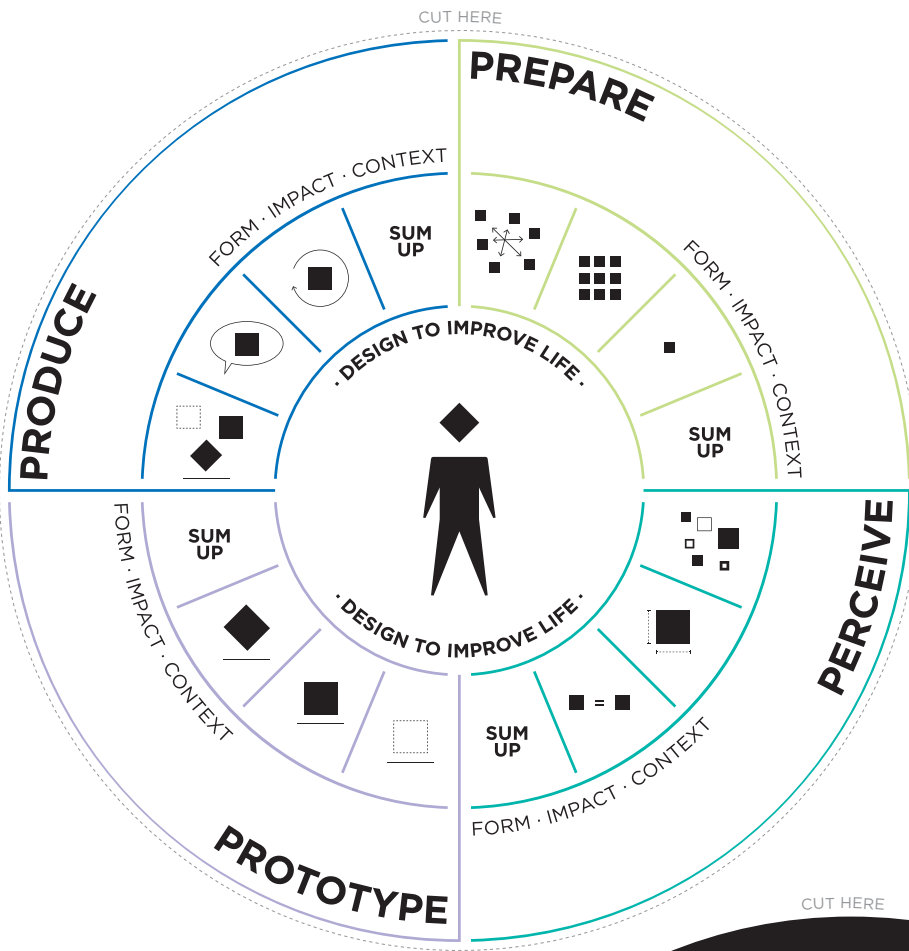 CUT HERE
PREPARE
FORM · IMPACT · CONTEXT
SUM
UP
PERCEIVE
FORM · IMPACT · CONTEXT
=
SUM
UP
PROTOTYPE
FORM · IMPACT · CONTEXT
SUM
UP
PRODUCE
FORM · IMPACT · CONTEXT
SUM
UP
· DESIGN TO IMPROVE LIFE ·
· DESIGN TO IMPROVE LIFE ·
CUT HERE